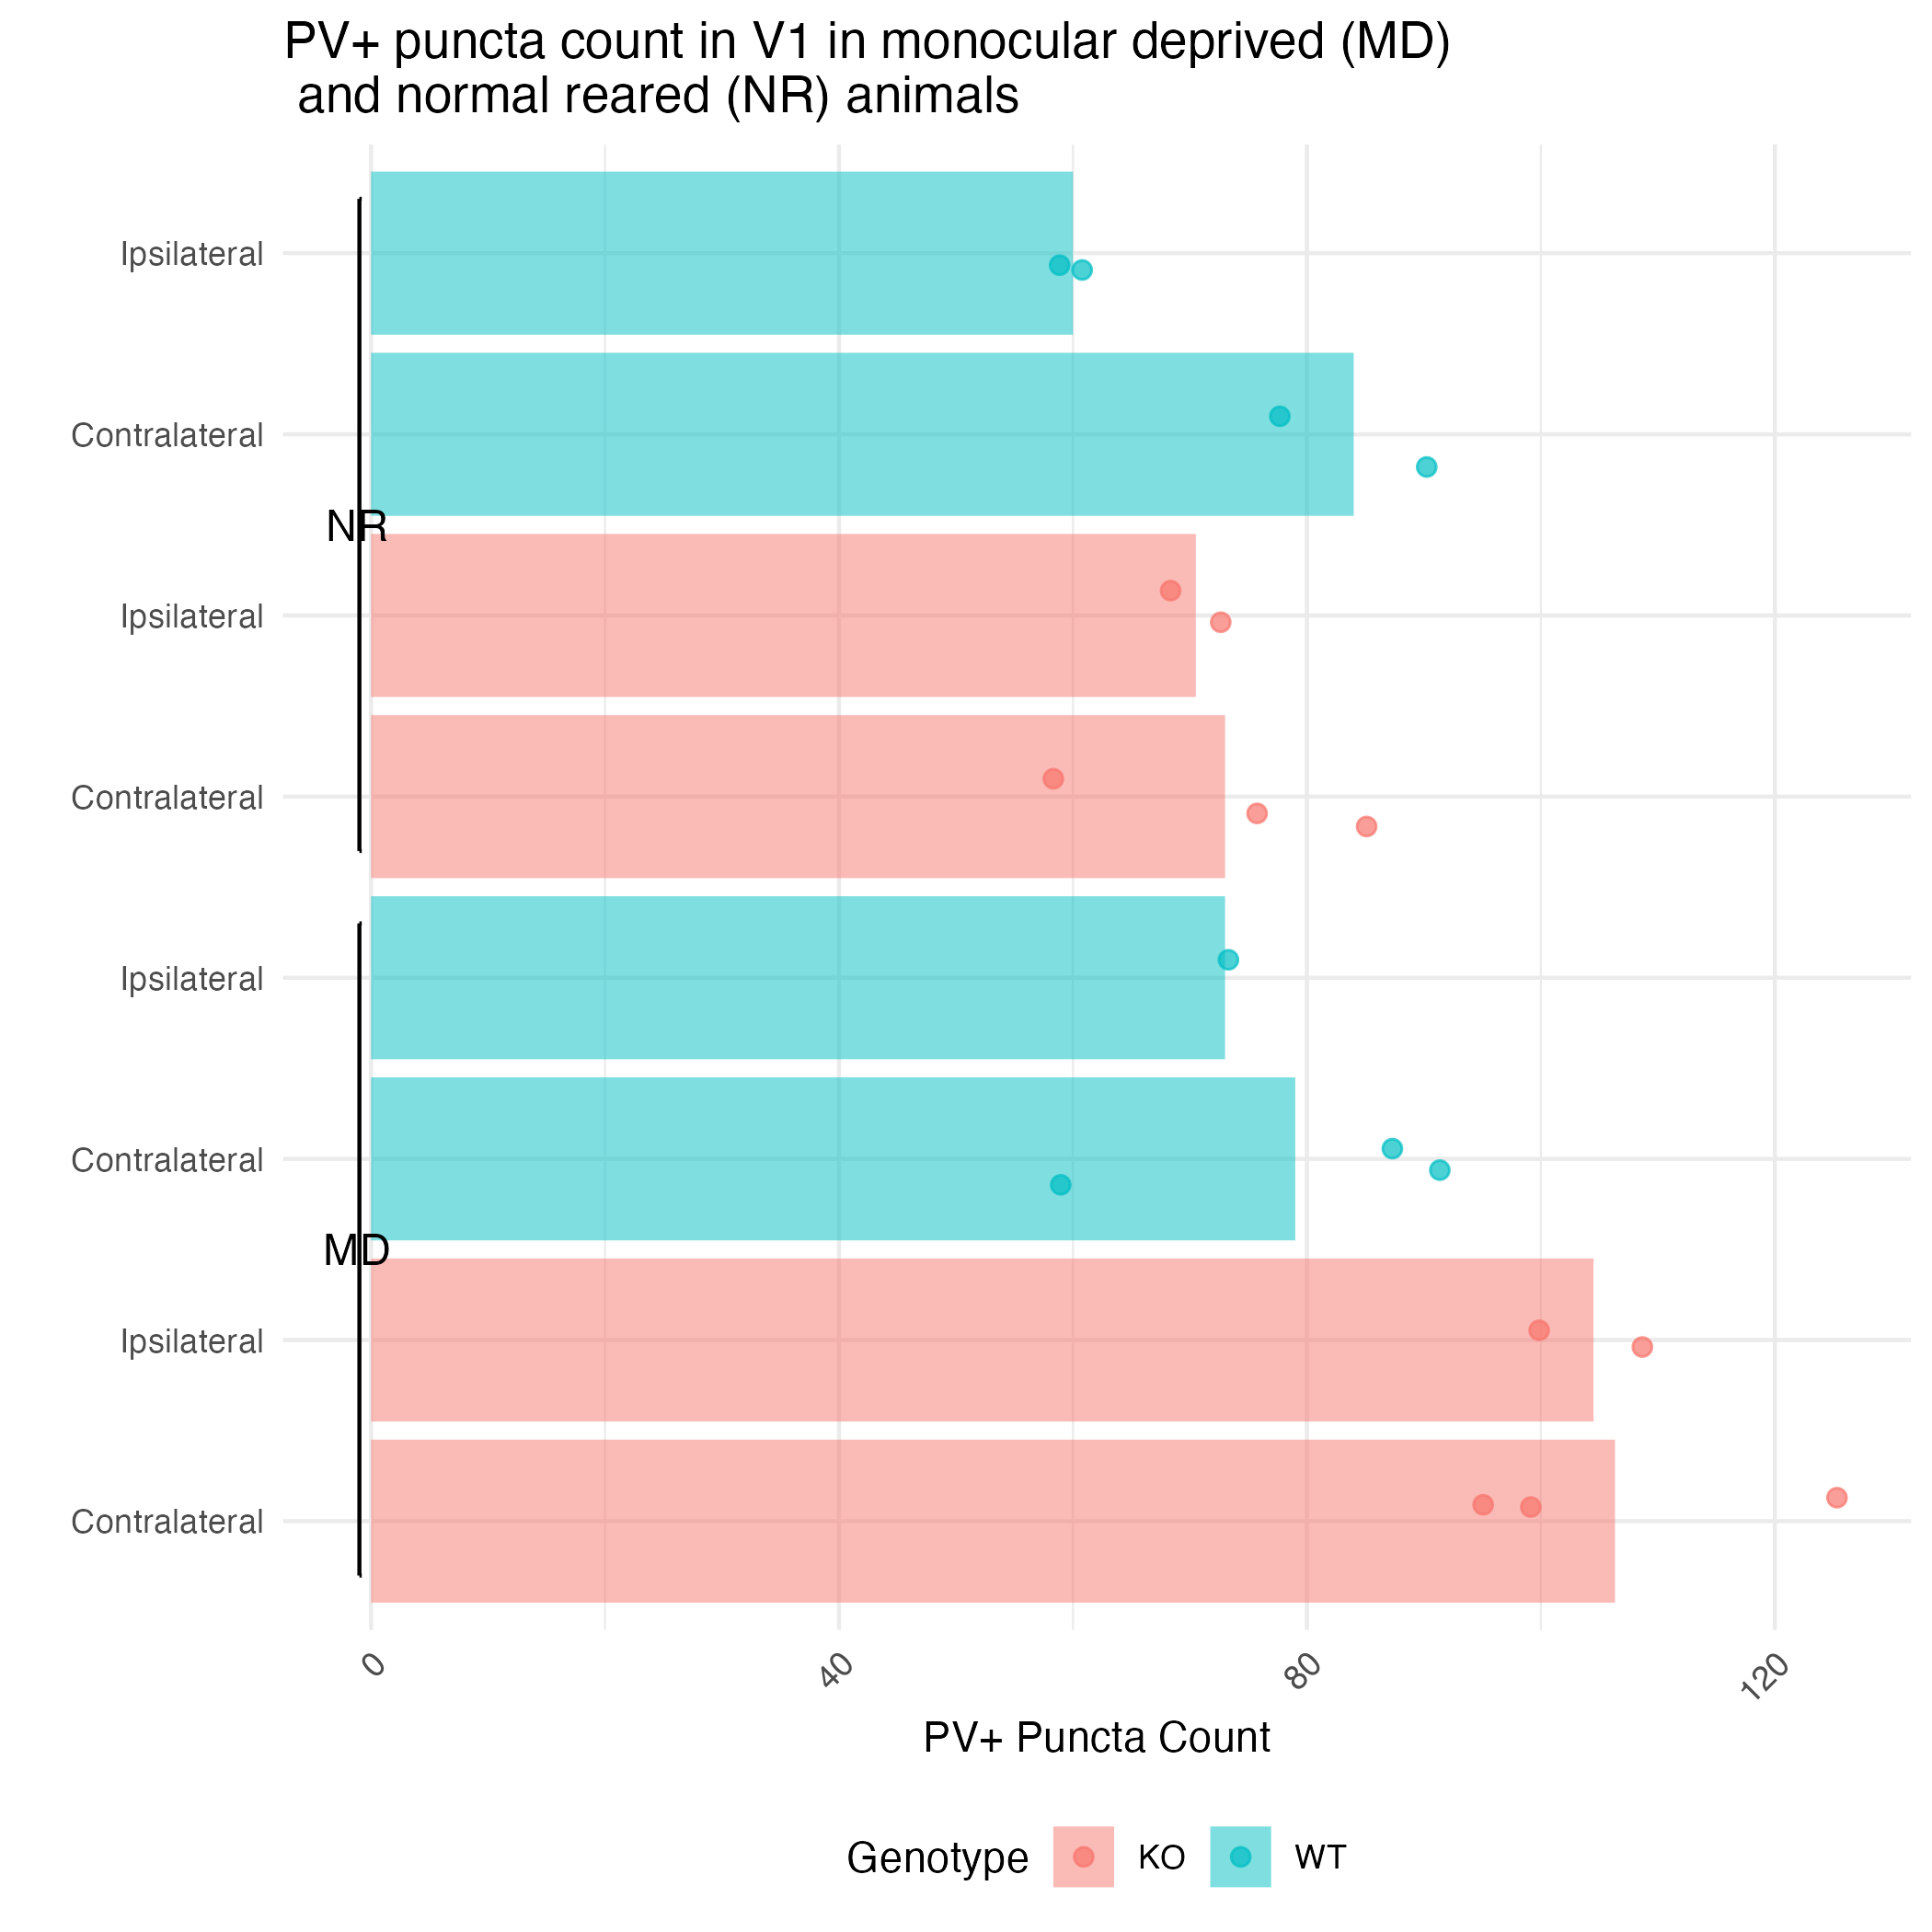 PV+ puncta count in V1 in monocular deprived (MD)
and normal reared (NR) animals
Ipsilateral
Contralateral
NR
Ipsilateral
Contralateral
Ipsilateral
Contralateral
MD
Ipsilateral
Contralateral
0 40 80 120
PV+ Puncta Count
Genotype KO WT